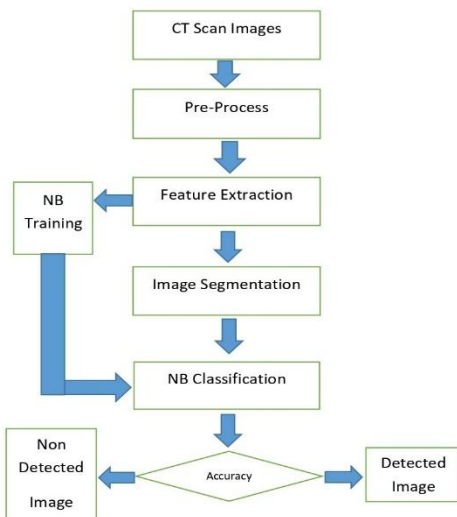 CT Scan Images
Pre-Process
Feature Extraction
NB
Training
Image Segmentation
NB Classification
Non
Detected
Image
Accuracy
Detected
Image